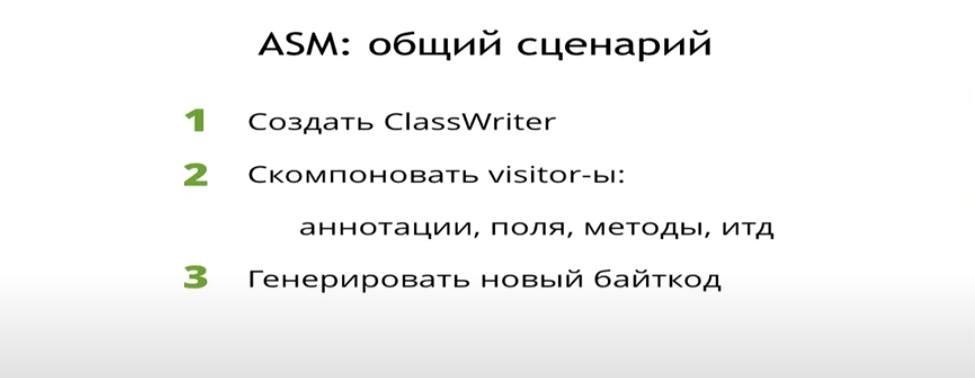 ASM: общий сценарий
1 Создать ClassWriter
2 Скомпоновать visitor-ы:
аннотации, поля, методы, итд
3 Генерировать новый байткод